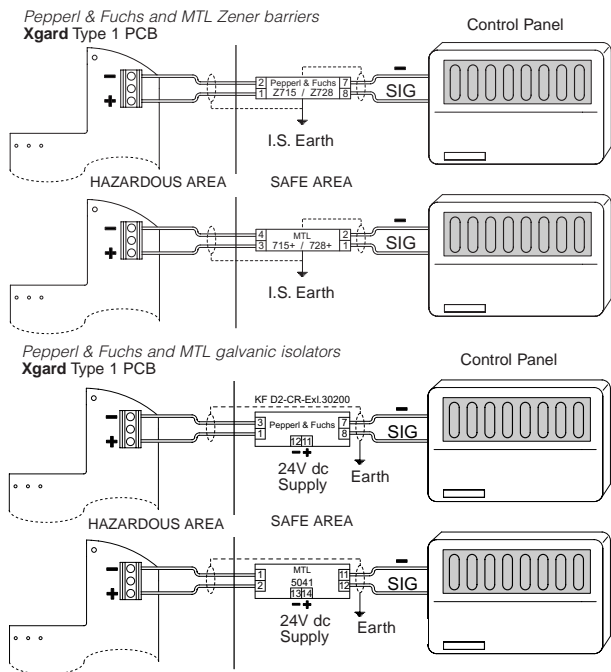 Pepperl & Fuchs and MTL Zener barriers
Xgard Type 1 PCB
Control Panel
−
+
2 Pepperl & Fuchs 7
1 Z715 / Z728 8
−
SIG
I.S. Earth
HAZARDOUS AREA SAFE AREA
−
+
4 MTL 2
3 715+ / 728+ 1
−
SIG
I.S. Earth
Pepperl & Fuchs and MTL galvanic isolators
Xgard Type 1 PCB
Control Panel
KF D2-CR-Exl.30200
−
+
3 Pepperl & Fuchs 7
1 12 11 8
− +
−
SIG
24V dc
Supply
Earth
HAZARDOUS AREA SAFE AREA
−
+
1 MTL 11
2 5041 12
13 14
− +
−
SIG
24V dc
Supply
Earth